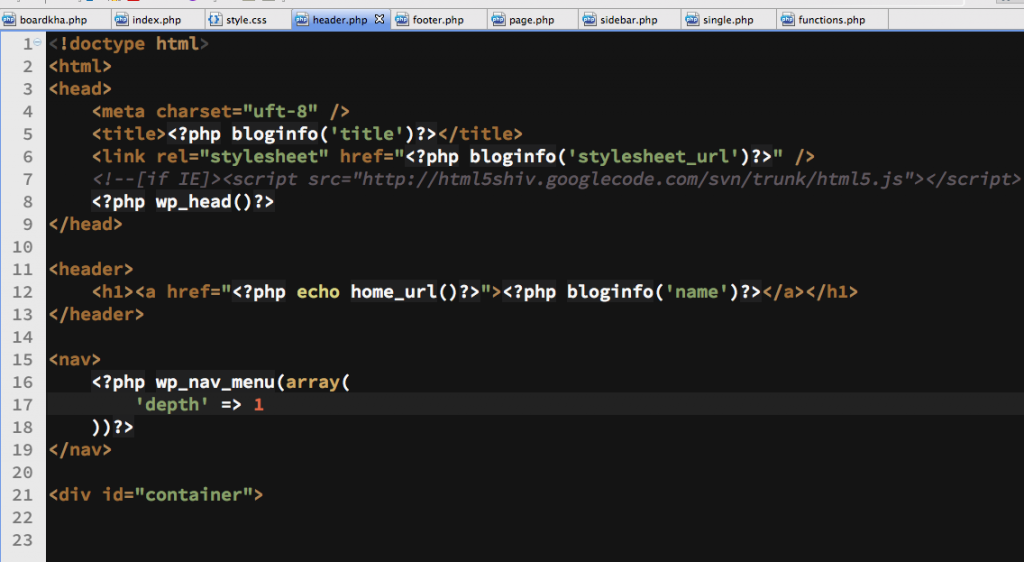 boardkha.php index.php style.css header.php footer.php page.php sidebar.php single.php functions.php
1 <!doctype html>
2 <html>
3 <head>
4 <meta charset="uft-8" />
5 <title><?php bloginfo('title')?></title>
6 <link rel="stylesheet" href="<?php bloginfo('stylesheet_url')?>" />
7 <!--[if IE]><script src="http://html5shiv.googlecode.com/svn/trunk/html5.js"></script>
8 <?php wp_head()?>
9 </head>
10
11 <header>
12 <h1><a href="<?php echo home_url()?>"><?php bloginfo('name')?></a></h1>
13 </header>
14
15 <nav>
16 <?php wp_nav_menu(array(
17 'depth' => 1
18 ))?>
19 </nav>
20
21 <div id="container">
22
23